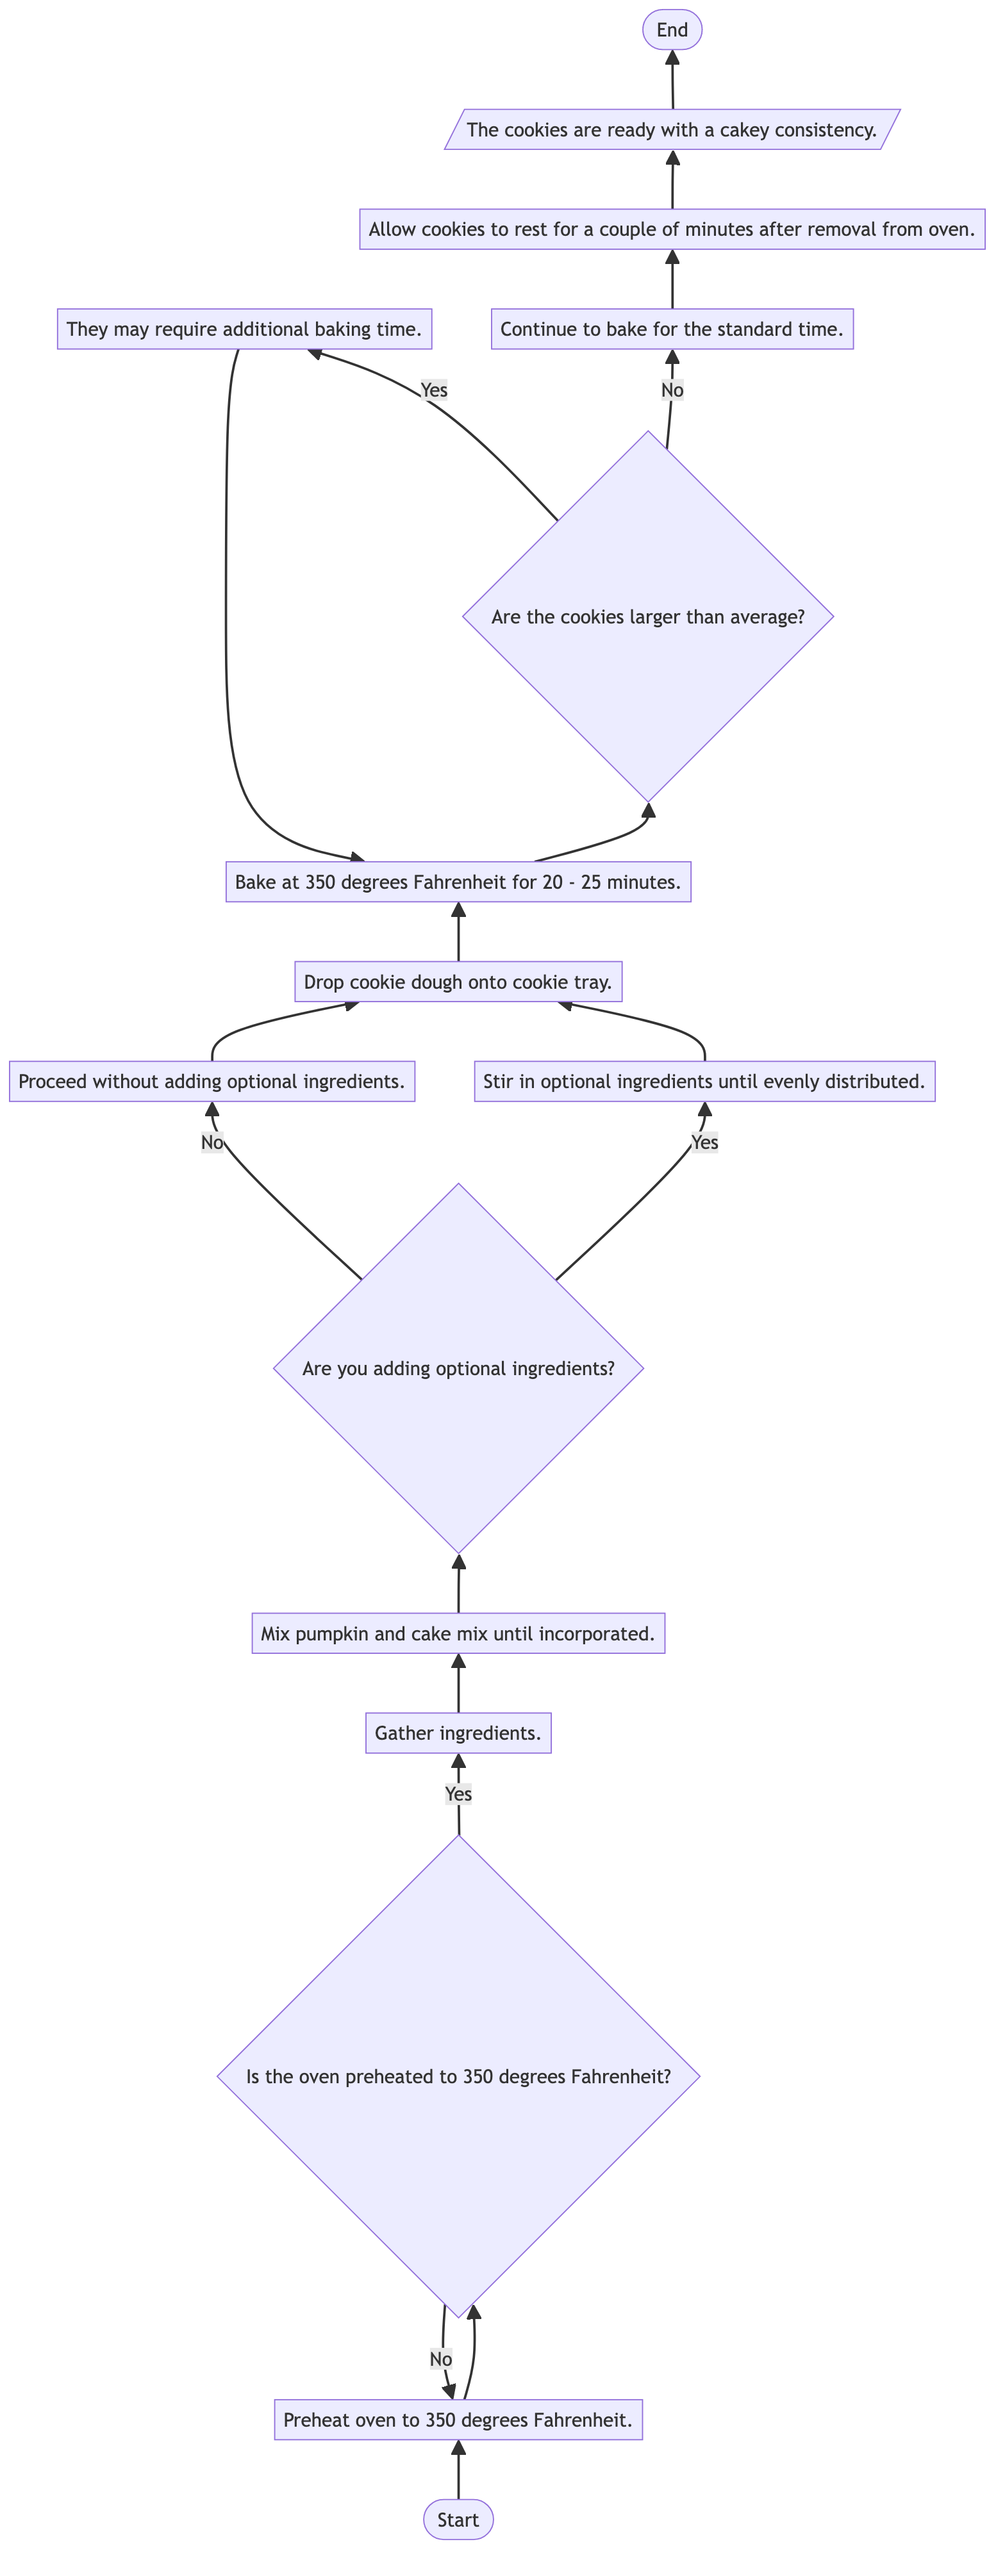 End
The cookies are ready with a cakey consistency.
Allow cookies to rest for a couple of minutes after removal from oven.
They may require additional baking time.
Continue to bake for the standard time.
Yes
No
Are the cookies larger than average?
Bake at 350 degrees Fahrenheit for 20 - 25 minutes.
Drop cookie dough onto cookie tray.
Proceed without adding optional ingredients.
Stir in optional ingredients until evenly distributed.
No
Yes
Are you adding optional ingredients?
Mix pumpkin and cake mix until incorporated.
Gather ingredients.
Yes
Is the oven preheated to 350 degrees Fahrenheit?
No
Preheat oven to 350 degrees Fahrenheit.
Start